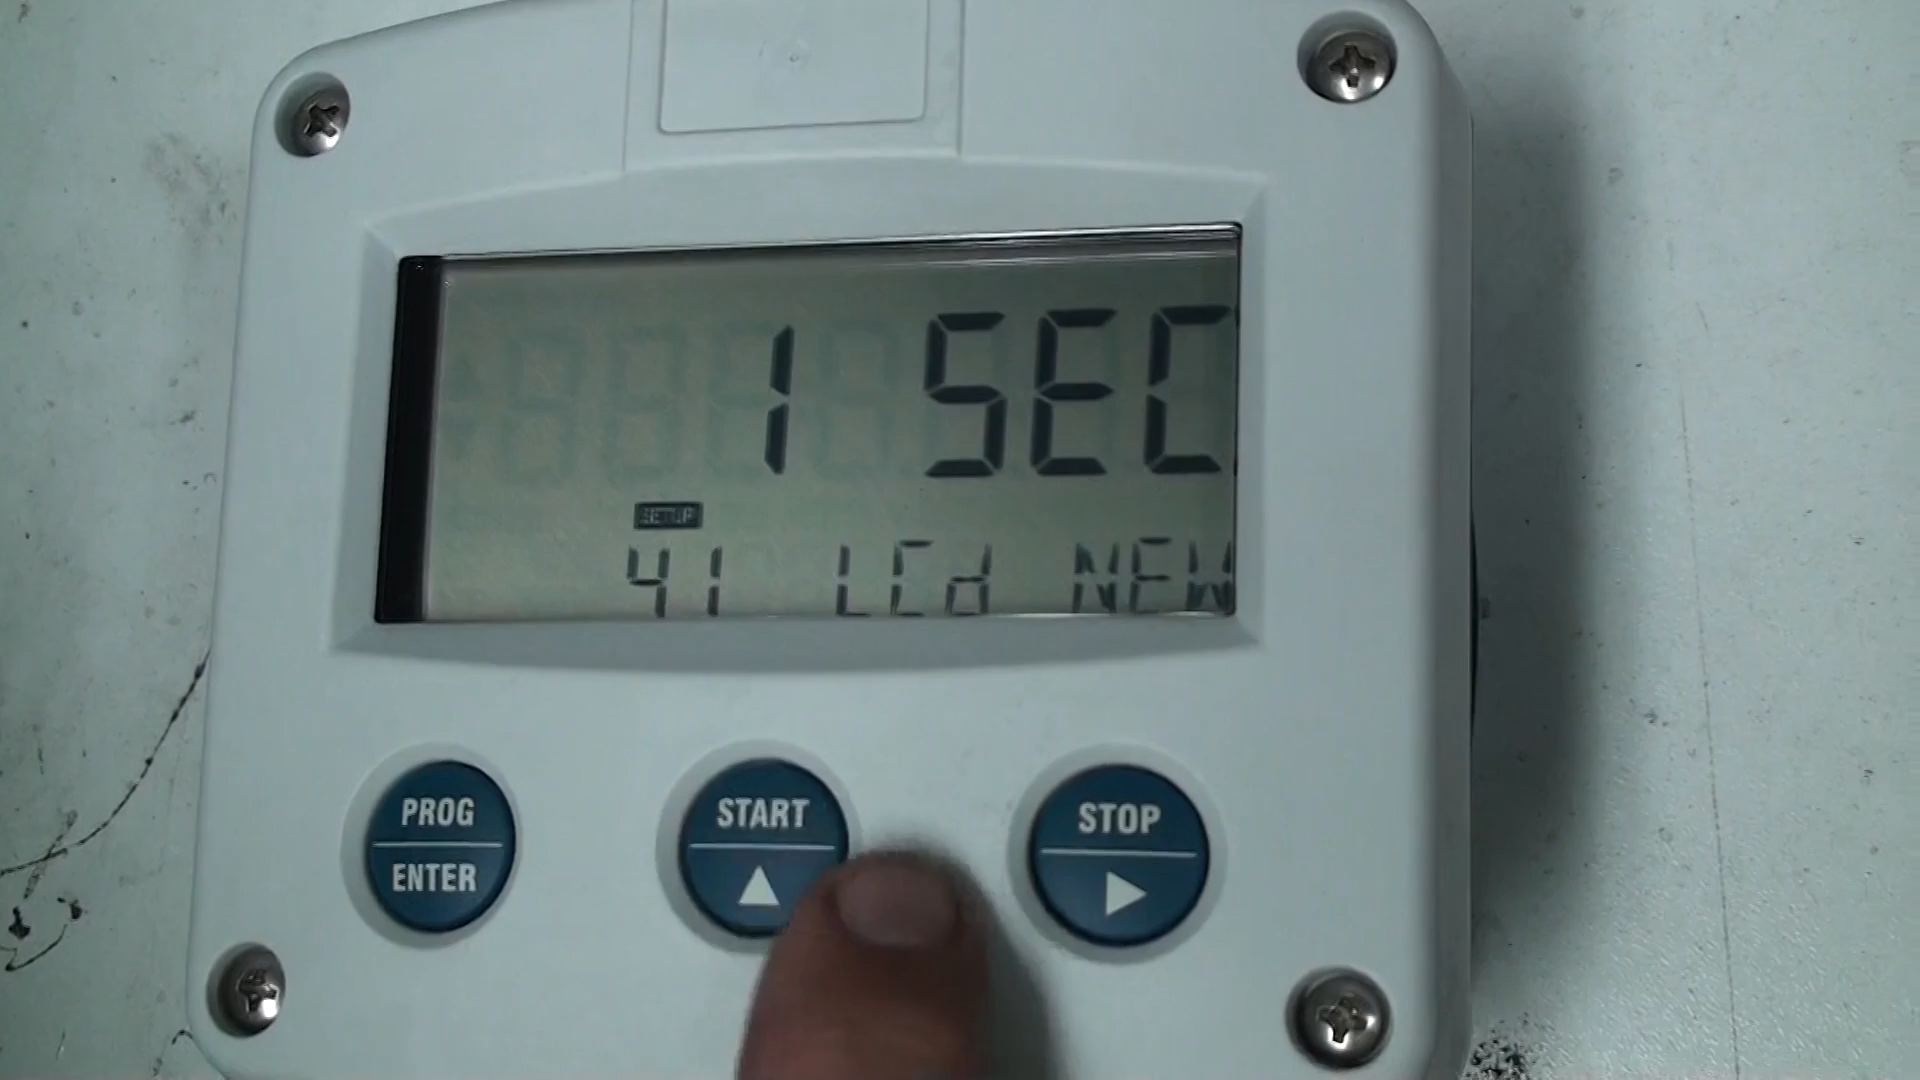 1 SEC
SETUP
41 LCd NEW
PROG
ENTER
START
STOP